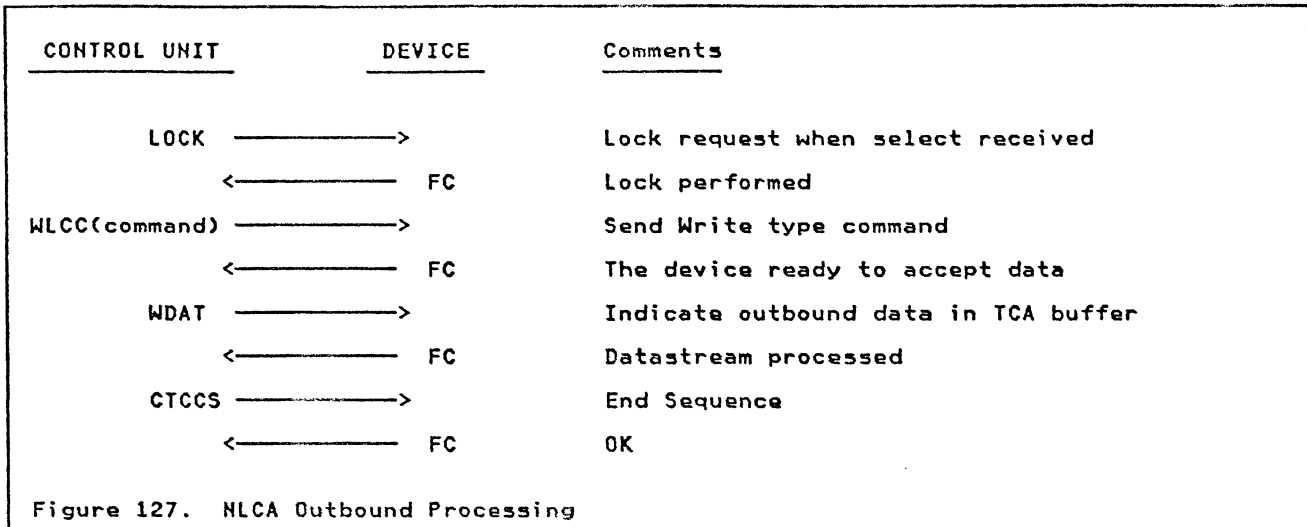 CONTROL UNIT DEVICE Comments
LOCK ————————> Lock request when select received
<———————— FC Lock performed
WLCC(command) ————————> Send Write type command
<———————— FC The device ready to accept data
WDAT ————————> Indicate outbound data in TCA buffer
<———————— FC Datastream processed
CTCCS ————————> End Sequence
<———————— FC OK
Figure 127. NLCA Outbound Processing